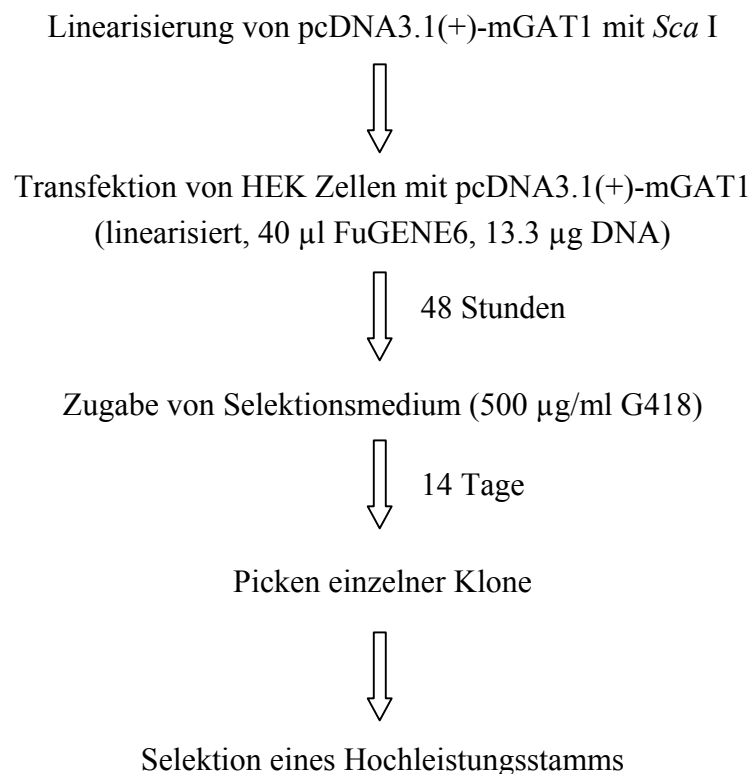 Linearisierung von pcDNA3.1(+)-mGAT1 mit Sca I
Transfektion von HEK Zellen mit pcDNA3.1(+)-mGAT1
(linearisiert, 40 µl FuGENE6, 13.3 µg DNA)
48 Stunden
Zugabe von Selektionsmedium (500 µg/ml G418)
14 Tage
Picken einzelner Klone
Selektion eines Hochleistungsstamms